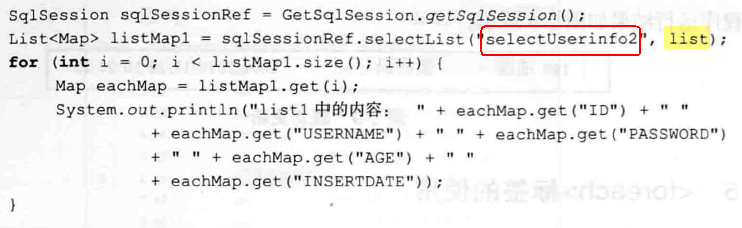 SqlSession sqlSessionRef = GetSqlSession.getSqlSession();
List<Map> listMap1 = sqlSessionRef.selectList("selectUserinfo2", list);
for (int i = 0; i < listMap1.size(); i++) {
Map eachMap = listMap1.get(i);
System.out.println("list1 中的内容： " + eachMap.get("ID") + " "
+ eachMap.get("USERNAME") + " " + eachMap.get("PASSWORD")
+ " " + eachMap.get("AGE") + " "
+ eachMap.get("INSERTDATE"));
}